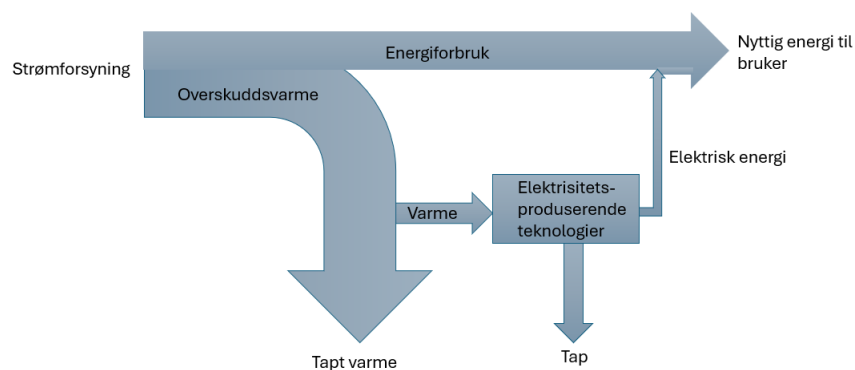 Energiforbruk
Nyttig energi til
bruker
Strømforsyning
Overskuddsvarme
Elektrisk energi
Varme
Elektrisitets-
produserende
teknologier
Tapt varme
Tap